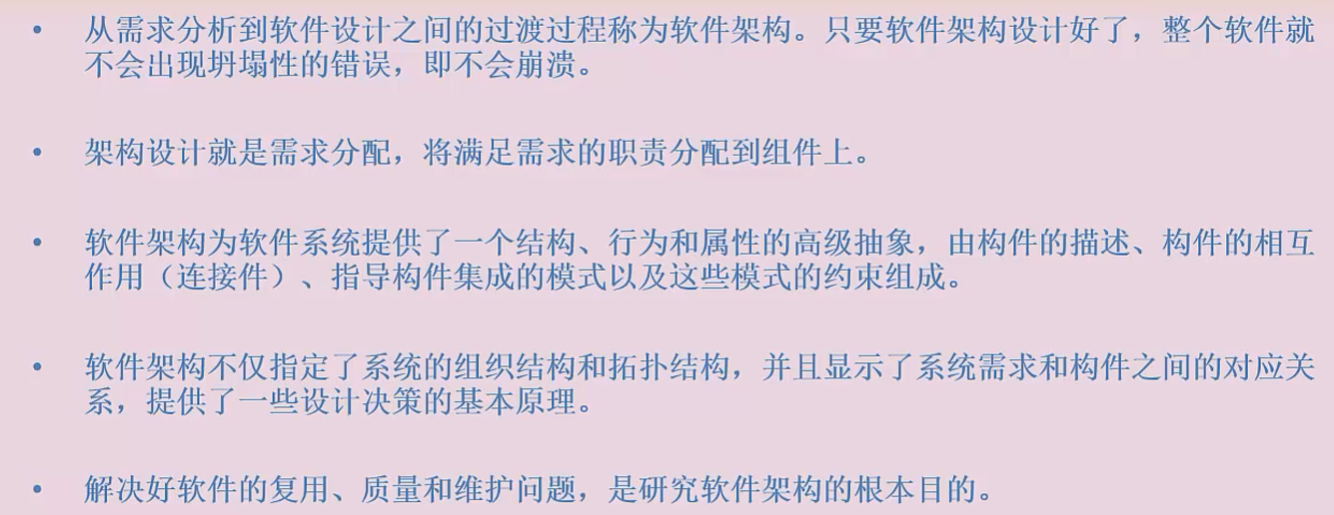 • 从需求分析到软件设计之间的过渡过程称为软件架构。只要软件架构设计好了，整个软件就
不会出现坍塌性的错误，即不会崩溃。
• 架构设计就是需求分配，将满足需求的职责分配到组件上。
• 软件架构为软件系统提供了一个结构、行为和属性的高级抽象，由构件的描述、构件的相互
作用（连接件）、指导构件集成的模式以及这些模式的约束组成。
• 软件架构不仅指定了系统的组织结构和拓扑结构，并且显示了系统需求和构件之间的对应关
系，提供了一些设计决策的基本原理。
• 解决好软件的复用、质量和维护问题，是研究软件架构的根本目的。